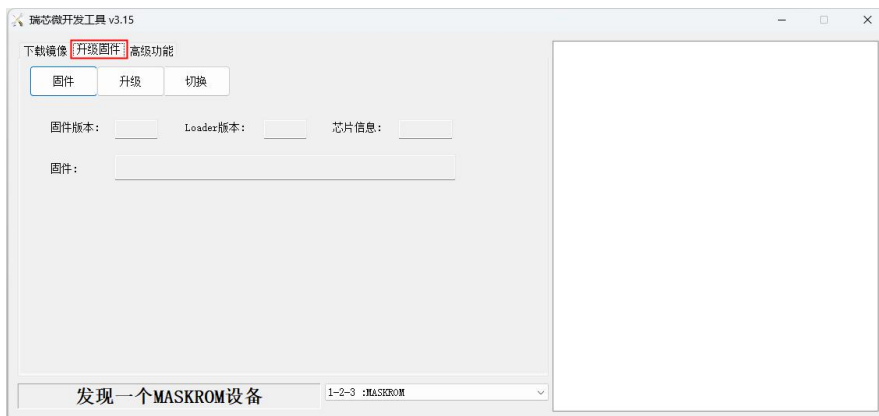 瑞芯微开发工具 v3.15
下载镜像 升级固件 高级功能
固件 升级 切换
固件版本: Loader版本: 芯片信息:
固件:
发现一个MASKROM设备 1-2-3 :MASKROM